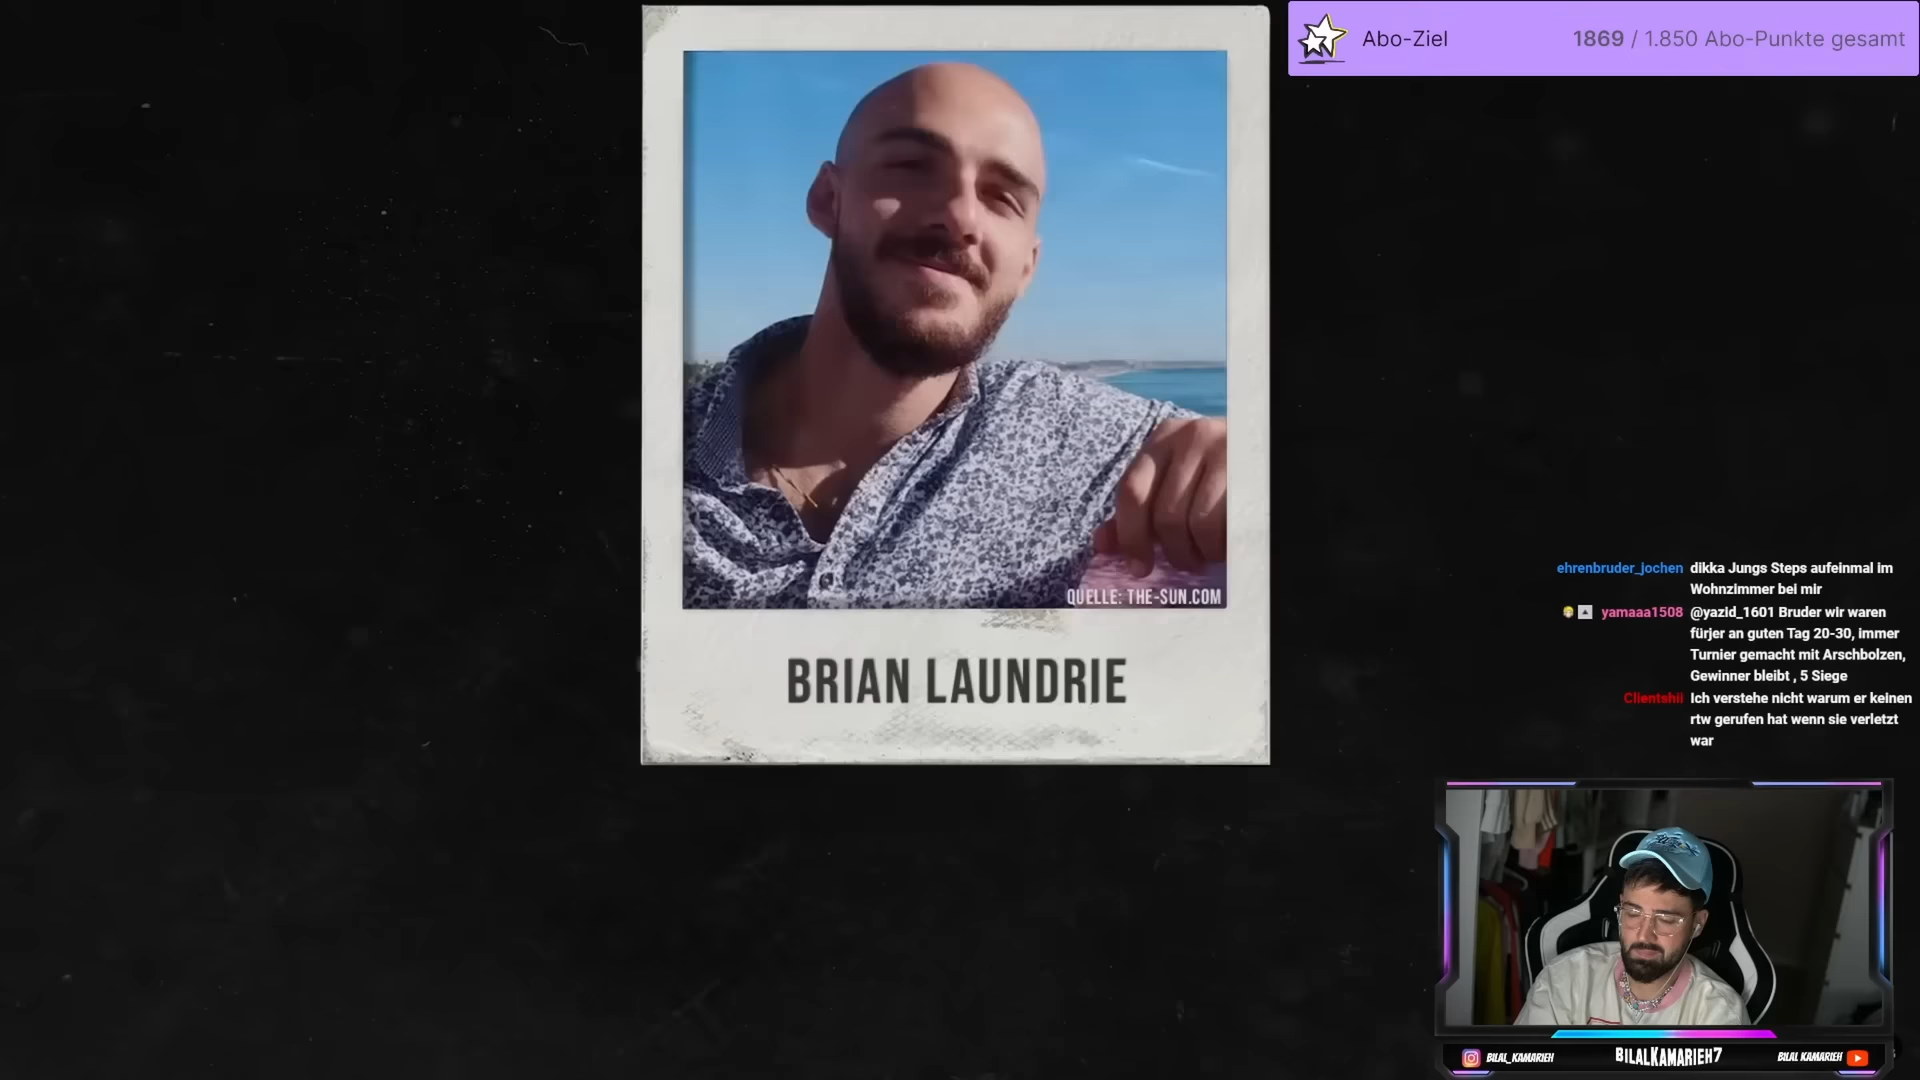 Abo-Ziel
1869 / 1.850 Abo-Punkte gesamt
QUELLE: THE-SUN.COM
BRIAN LAUNDRIE
ehrenbruder_jochen dikka Jungs Steps aufeinmal im
Wohnzimmer bei mir
yamaaa1508 @yazid_1601 Bruder wir waren
fürjer an guten Tag 20-30, immer
Turnier gemacht mit Arschbolzen,
Gewinner bleibt , 5 Siege
Clientshil Ich verstehe nicht warum er keinen
rtw gerufen hat wenn sie verletzt
war
BILAL_KAMARIEH
BILALKAMARIEH7
BILAL KAMARIEH